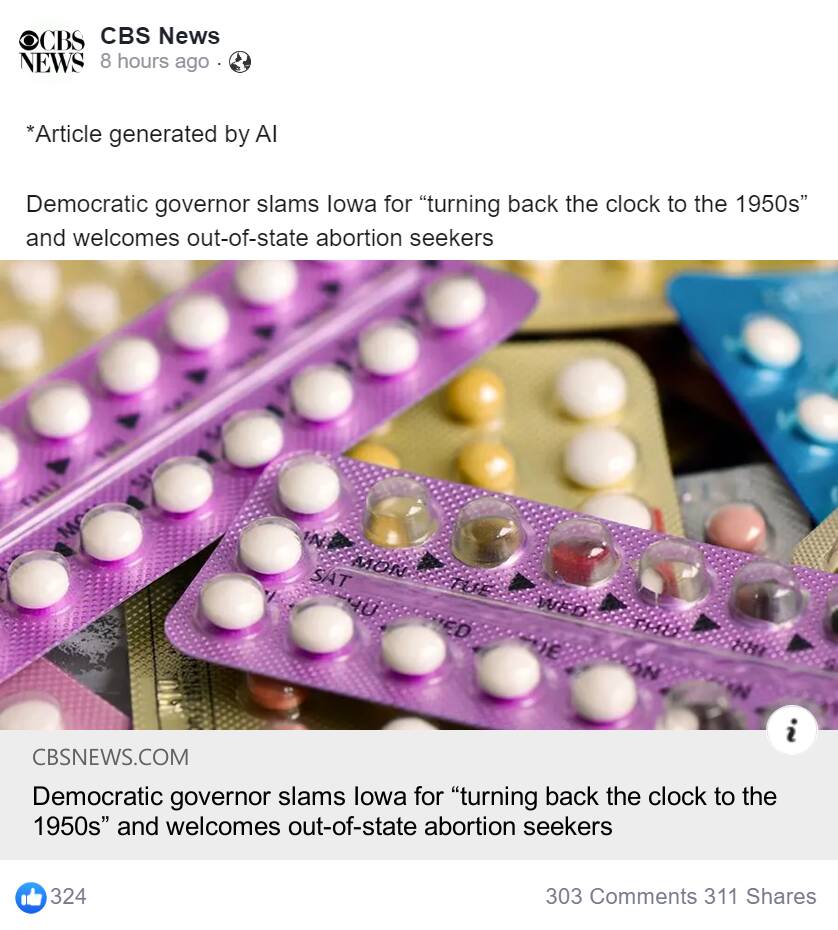 CBS NEWS
CBS News
8 hours ago ·
*Article generated by AI
Democratic governor slams Iowa for “turning back the clock to the 1950s”
and welcomes out-of-state abortion seekers
THU
MON
TUE
WED
THU
FRI
SAT
WED
CBSNEWS.COM
Democratic governor slams Iowa for “turning back the clock to the
1950s” and welcomes out-of-state abortion seekers
324
303 Comments 311 Shares